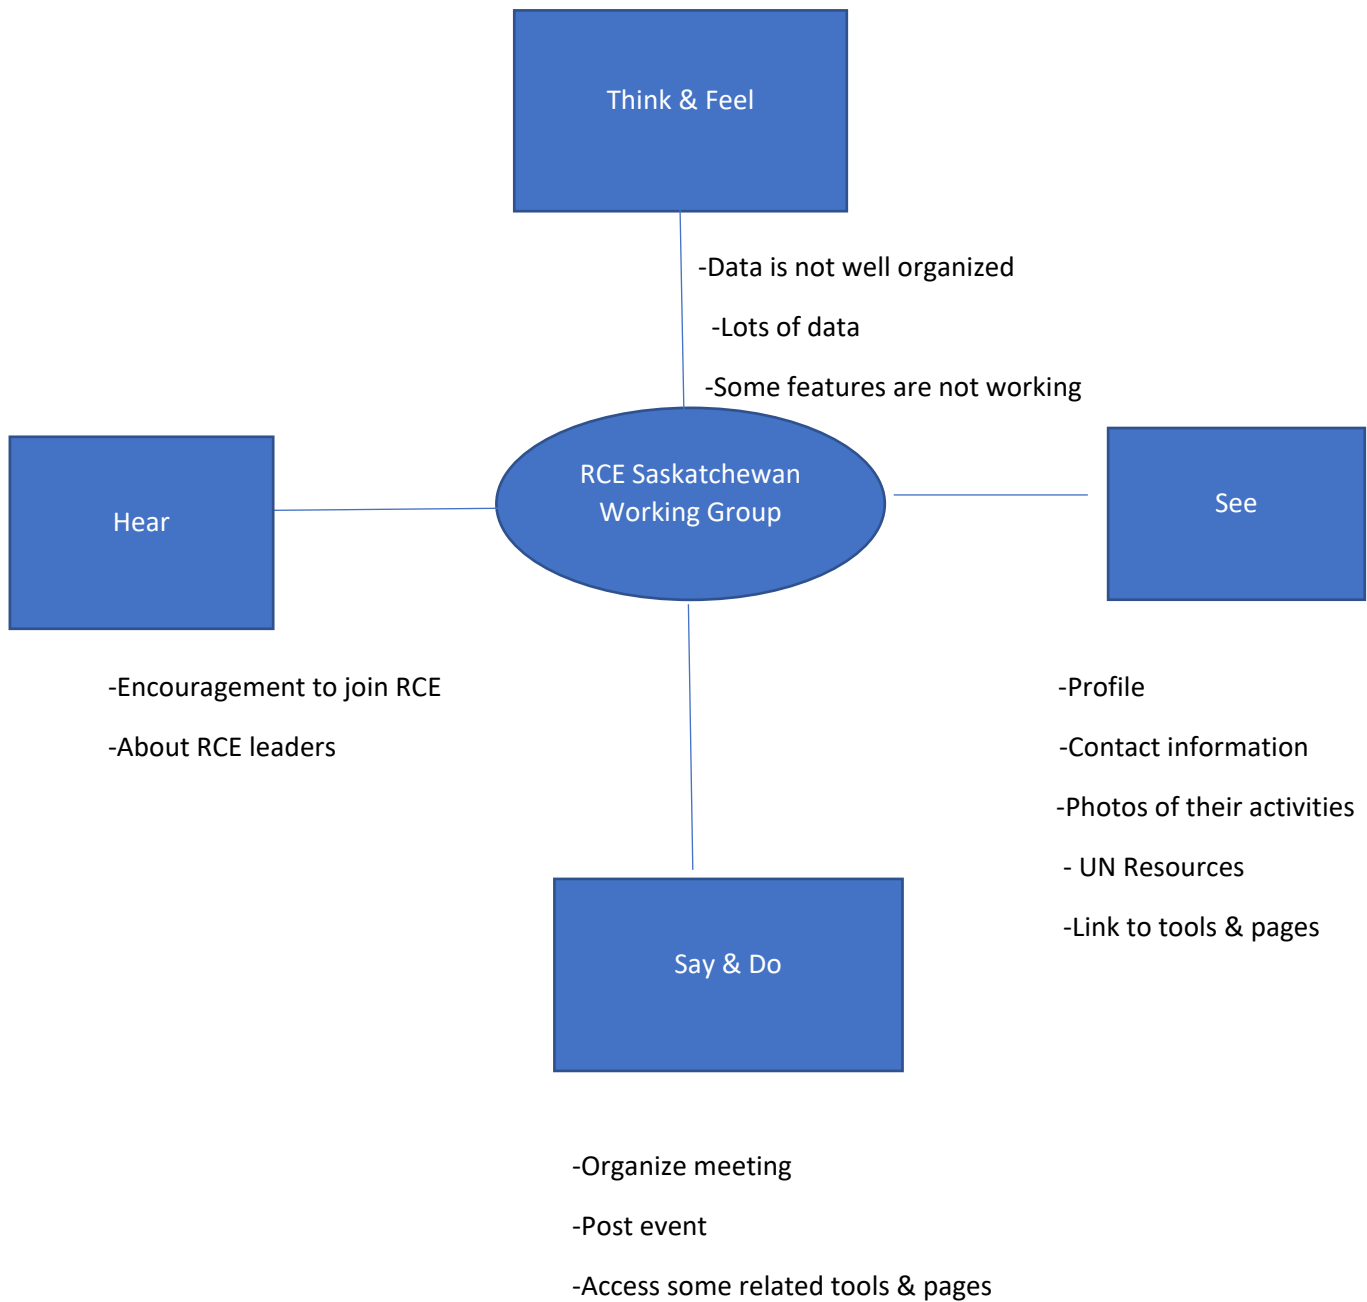 Think & Feel
-Data is not well organized
-Lots of data
-Some features are not working
RCE Saskatchewan
Working Group
Hear
See
-Encouragement to join RCE
-About RCE leaders
-Profile
-Contact information
-Photos of their activities
- UN Resources
-Link to tools & pages
Say & Do
-Organize meeting
-Post event
-Access some related tools & pages